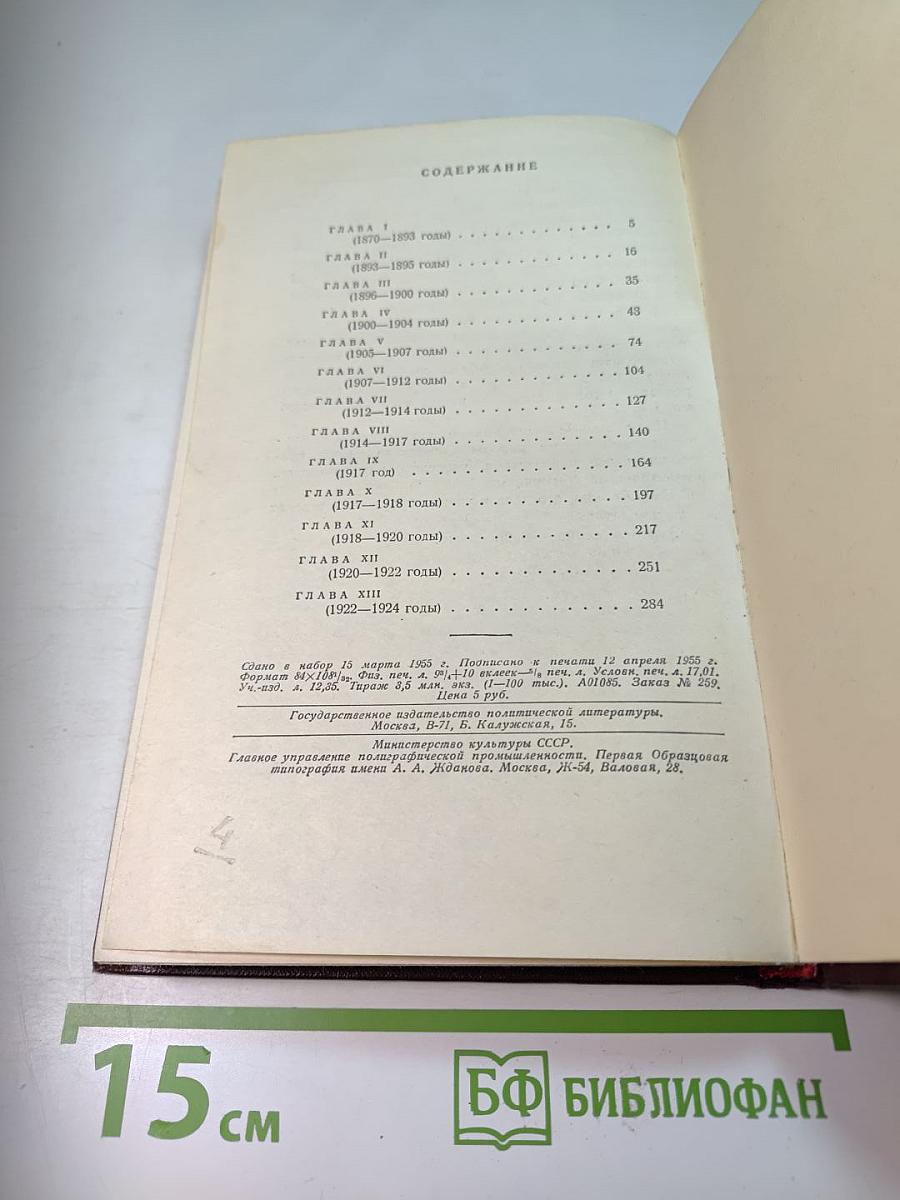 СОДЕРЖАНИЕ
ГЛАВА I
(1870—1893 годы) . . . . . . . . . . . . . 5
ГЛАВА II
(1893—1895 годы) . . . . . . . . . . . . . 16
ГЛАВА III
(1896—1900 годы) . . . . . . . . . . . . . 35
ГЛАВА IV
(1900—1904 годы) . . . . . . . . . . . . . 43
ГЛАВА V
(1905—1907 годы) . . . . . . . . . . . . . 74
ГЛАВА VI
(1907—1912 годы) . . . . . . . . . . . . . 104
ГЛАВА VII
(1912—1914 годы) . . . . . . . . . . . . . 127
ГЛАВА VIII
(1914—1917 годы) . . . . . . . . . . . . . 140
ГЛАВА IX
(1917 год) . . . . . . . . . . . . . 164
ГЛАВА X
(1917—1918 годы) . . . . . . . . . . . . . 197
ГЛАВА XI
(1918—1920 годы) . . . . . . . . . . . . . 217
ГЛАВА XII
(1920—1922 годы) . . . . . . . . . . . . . 251
ГЛАВА XIII
(1922—1924 годы) . . . . . . . . . . . . . 284
Сдано в набор 15 марта 1955 г. Подписано к печати 12 апреля 1955 г.
Формат 84×108¹/₃₂. Физ. печ. л. 9³/₄+10 вклеек—⁵/₈ печ. л. Условн. печ. л. 17,01.
Уч.-изд. л. 12,35. Тираж 3,5 млн. экз. (1—100 тыс.). А01085. Заказ № 259.
Цена 5 руб.
Государственное издательство политической литературы.
Москва, В-71, Б. Калужская, 15.
Министерство культуры СССР.
Главное управление полиграфической промышленности. Первая Образцовая
типография имени А. А. Жданова. Москва, Ж-54, Валовая, 28.
4
15 см
БФ БИБЛИОФАН